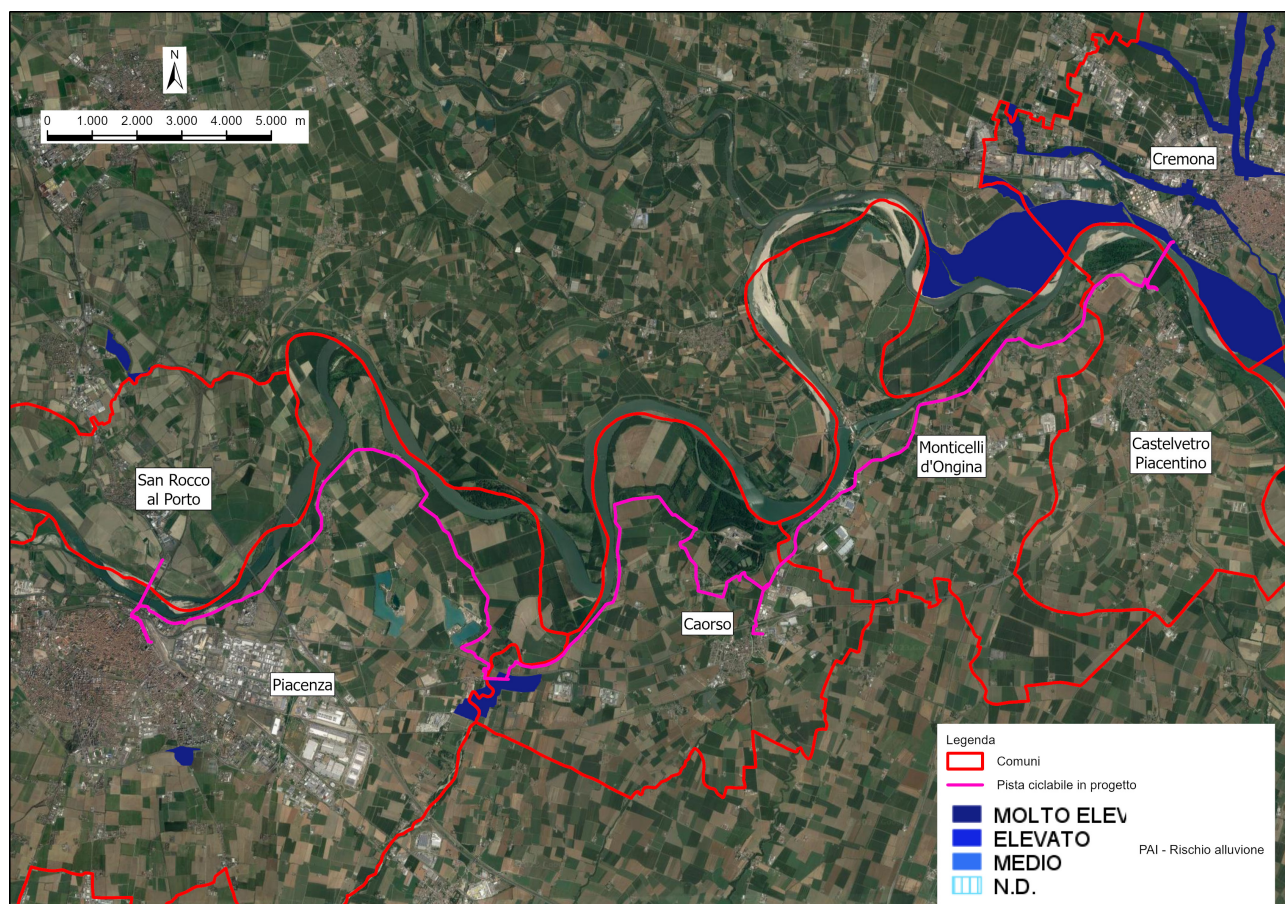 N
0 1.000 2.000 3.000 4.000 5.000 m
Cremona
San Rocco
al Porto
Monticelli
d'Ongina
Castelvetro
Piacentino
Caorso
Piacenza
Legenda
Comuni
Pista ciclabile in progetto
MOLTO ELEV
ELEVATO
MEDIO
N.D.
PAI - Rischio alluvione